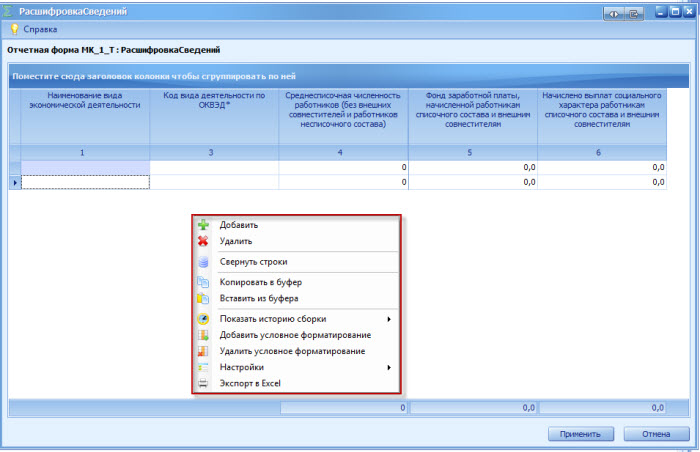 РасшифровкаСведений
Справка
Отчетная форма МК_1_Т : РасшифровкаСведений
Поместите сюда заголовок колонки чтобы сгруппировать по ней
Наименование вида
экономической деятельности
Код вида деятельности по
ОКВЭД*
Среднесписочная численность
работников (без внешних
совместителей и работников
несписочного состава)
Фонд заработной платы,
начисленной работникам
списочного состава и внешним
совместителям
Начислено выплат социального
характера работникам
списочного состава и внешним
совместителям
1 3 4 5 6
0 0,0 0,0
0 0,0 0,0
Добавить
Удалить
Свернуть строки
Копировать в буфер
Вставить из буфера
Показать историю сборки
Добавить условное форматирование
Удалить условное форматирование
Настройки
Экспорт в Excel
0 0,0 0,0
Применить Отмена